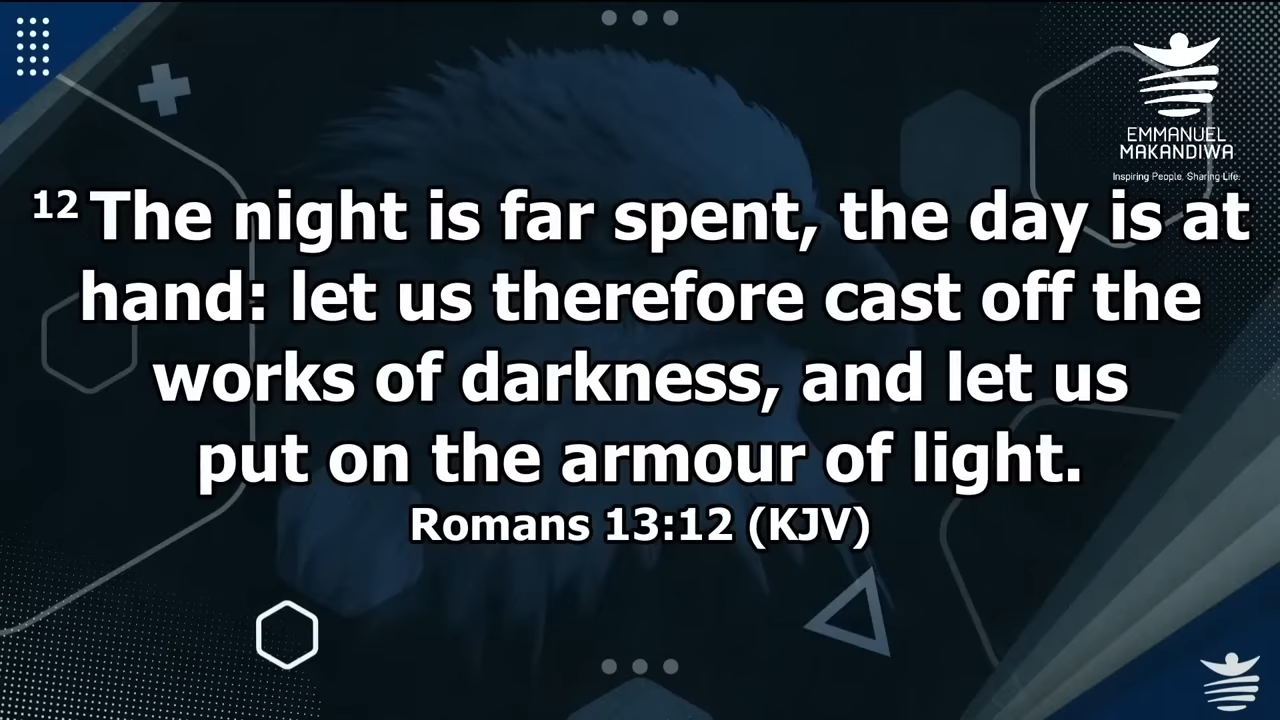 EMMANUEL
MAKANDIWA
Inspiring People. Sharing Life.
12 The night is far spent, the day is at
hand: let us therefore cast off the
works of darkness, and let us
put on the armour of light.
Romans 13:12 (KJV)